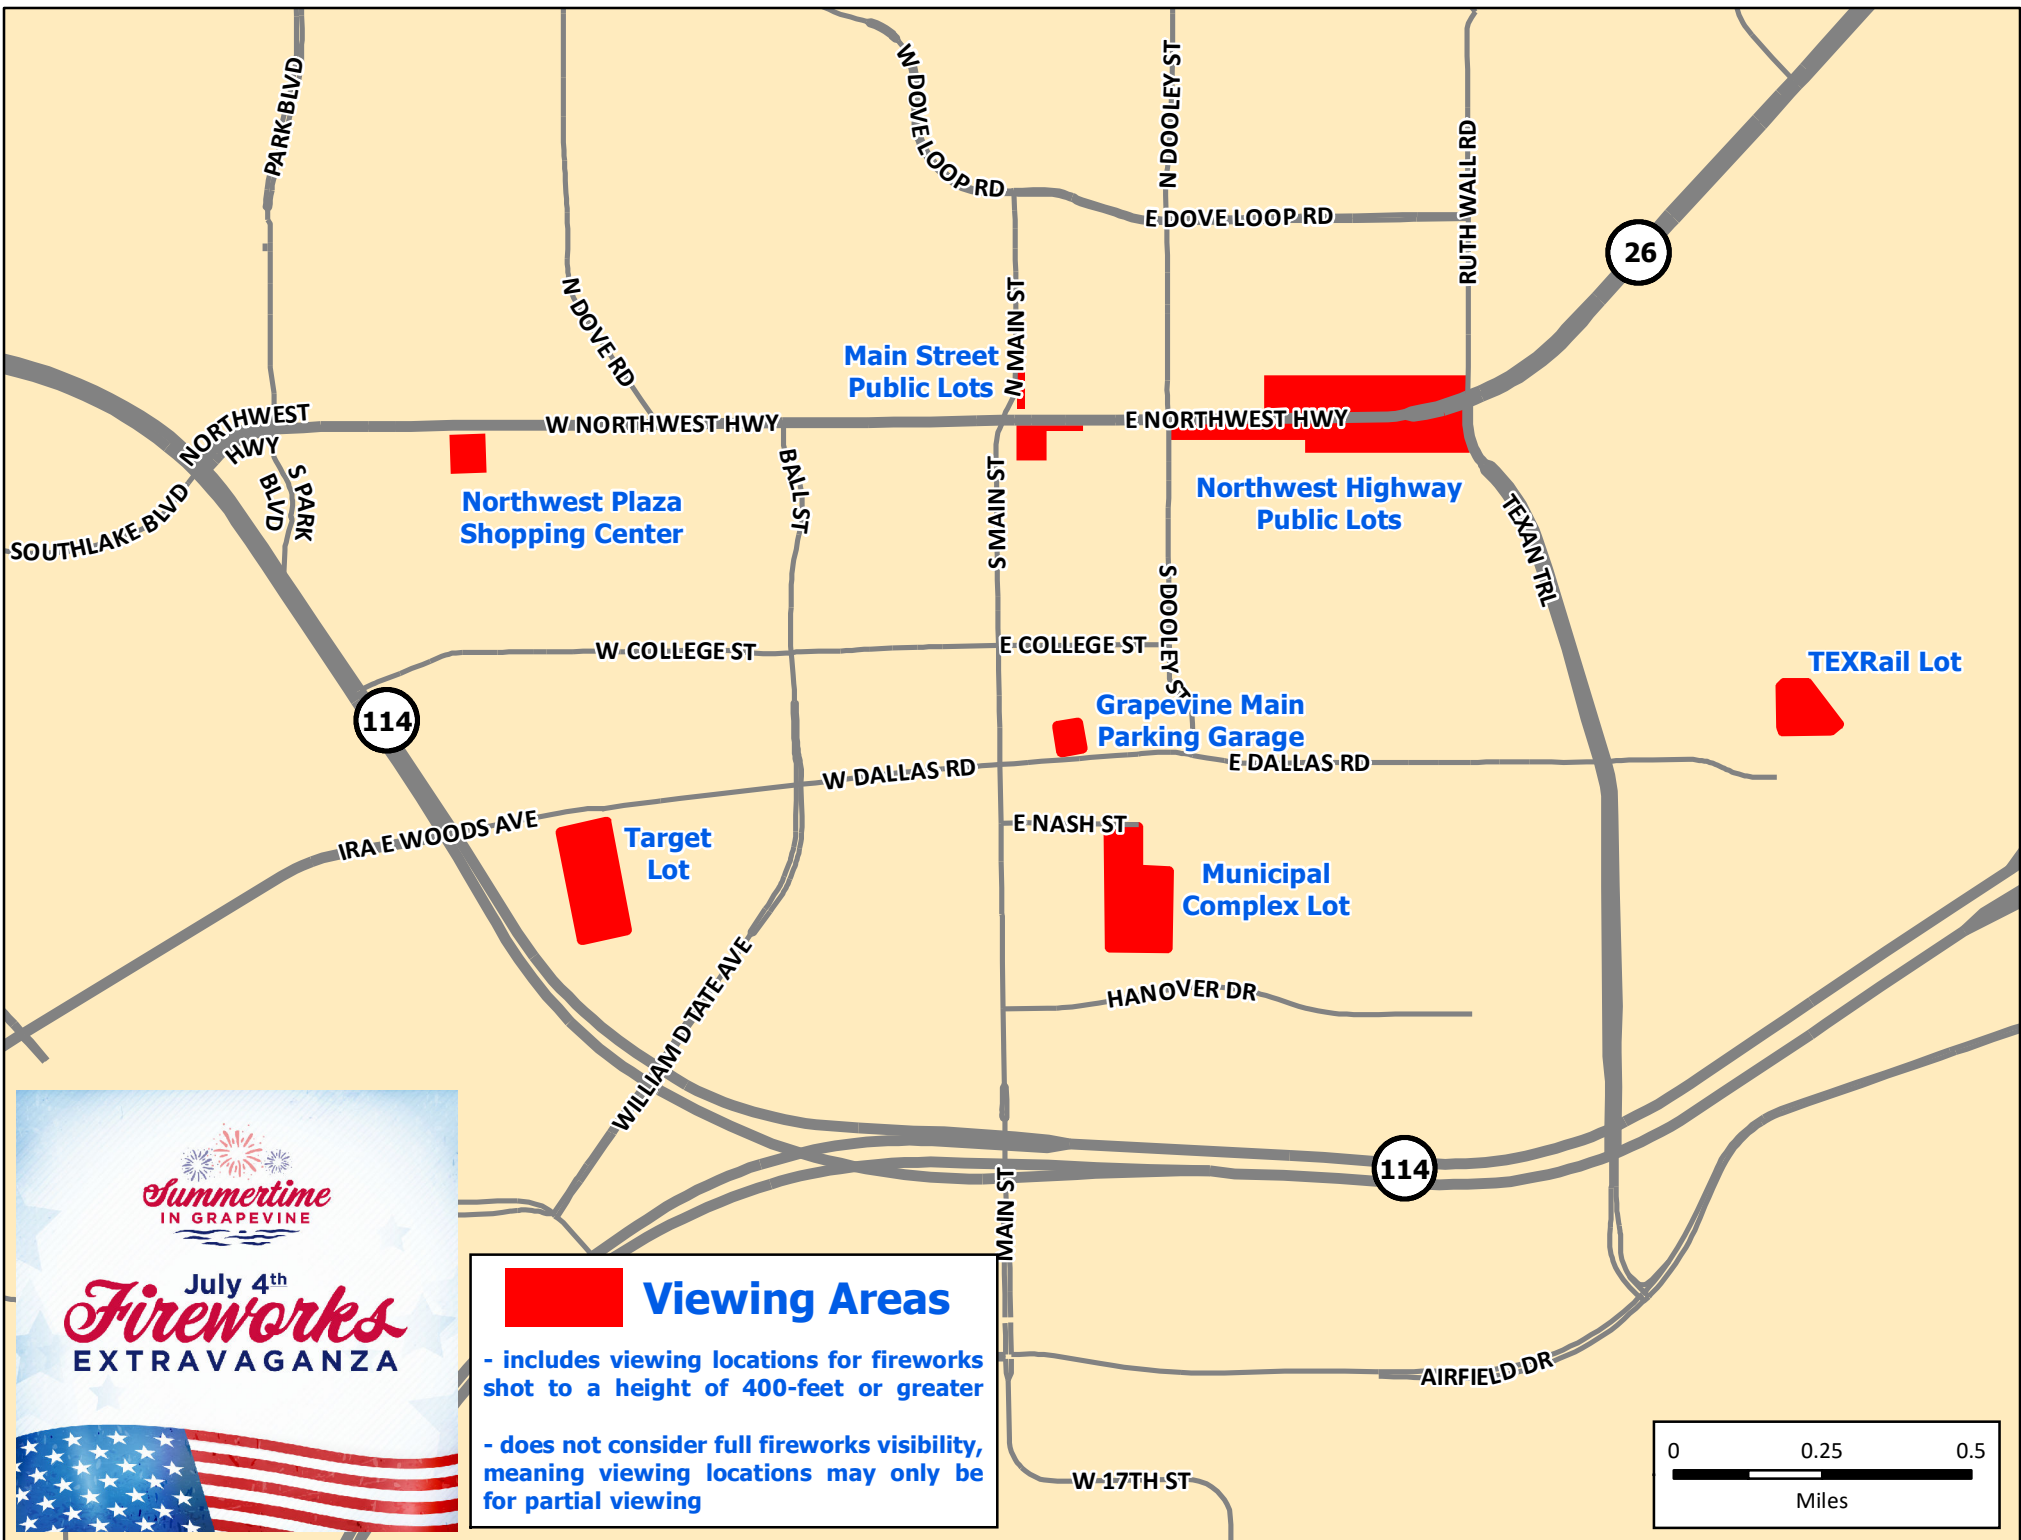 PARK BLVD
W DOVE LOOP RD
N DOOLEY ST
RUTH WALL RD
E DOVE LOOP RD
26
N DOVE RD
N MAIN ST
Main Street
Public Lots
NORTHWEST
HWY
W NORTHWEST HWY
E NORTHWEST HWY
S PARK
BLVD
SOUTHLAKE BLVD
Northwest Plaza
Shopping Center
BALL ST
S MAIN ST
Northwest Highway
Public Lots
TEXAN TRL
S DOOLEY ST
W COLLEGE ST
E COLLEGE ST
TEXRail Lot
114
Grapevine Main
Parking Garage
W DALLAS RD
E DALLAS RD
IRA E WOODS AVE
Target
Lot
E NASH ST
Municipal
Complex Lot
WILLIAM D TATE AVE
HANOVER DR
114
MAIN ST
Summertime
IN GRAPEVINE
July 4th
Fireworks
EXTRAVAGANZA
Viewing Areas
- includes viewing locations for fireworks
shot to a height of 400-feet or greater
- does not consider full fireworks visibility,
meaning viewing locations may only be
for partial viewing
AIRFIELD DR
W 17TH ST
0 0.25 0.5
Miles